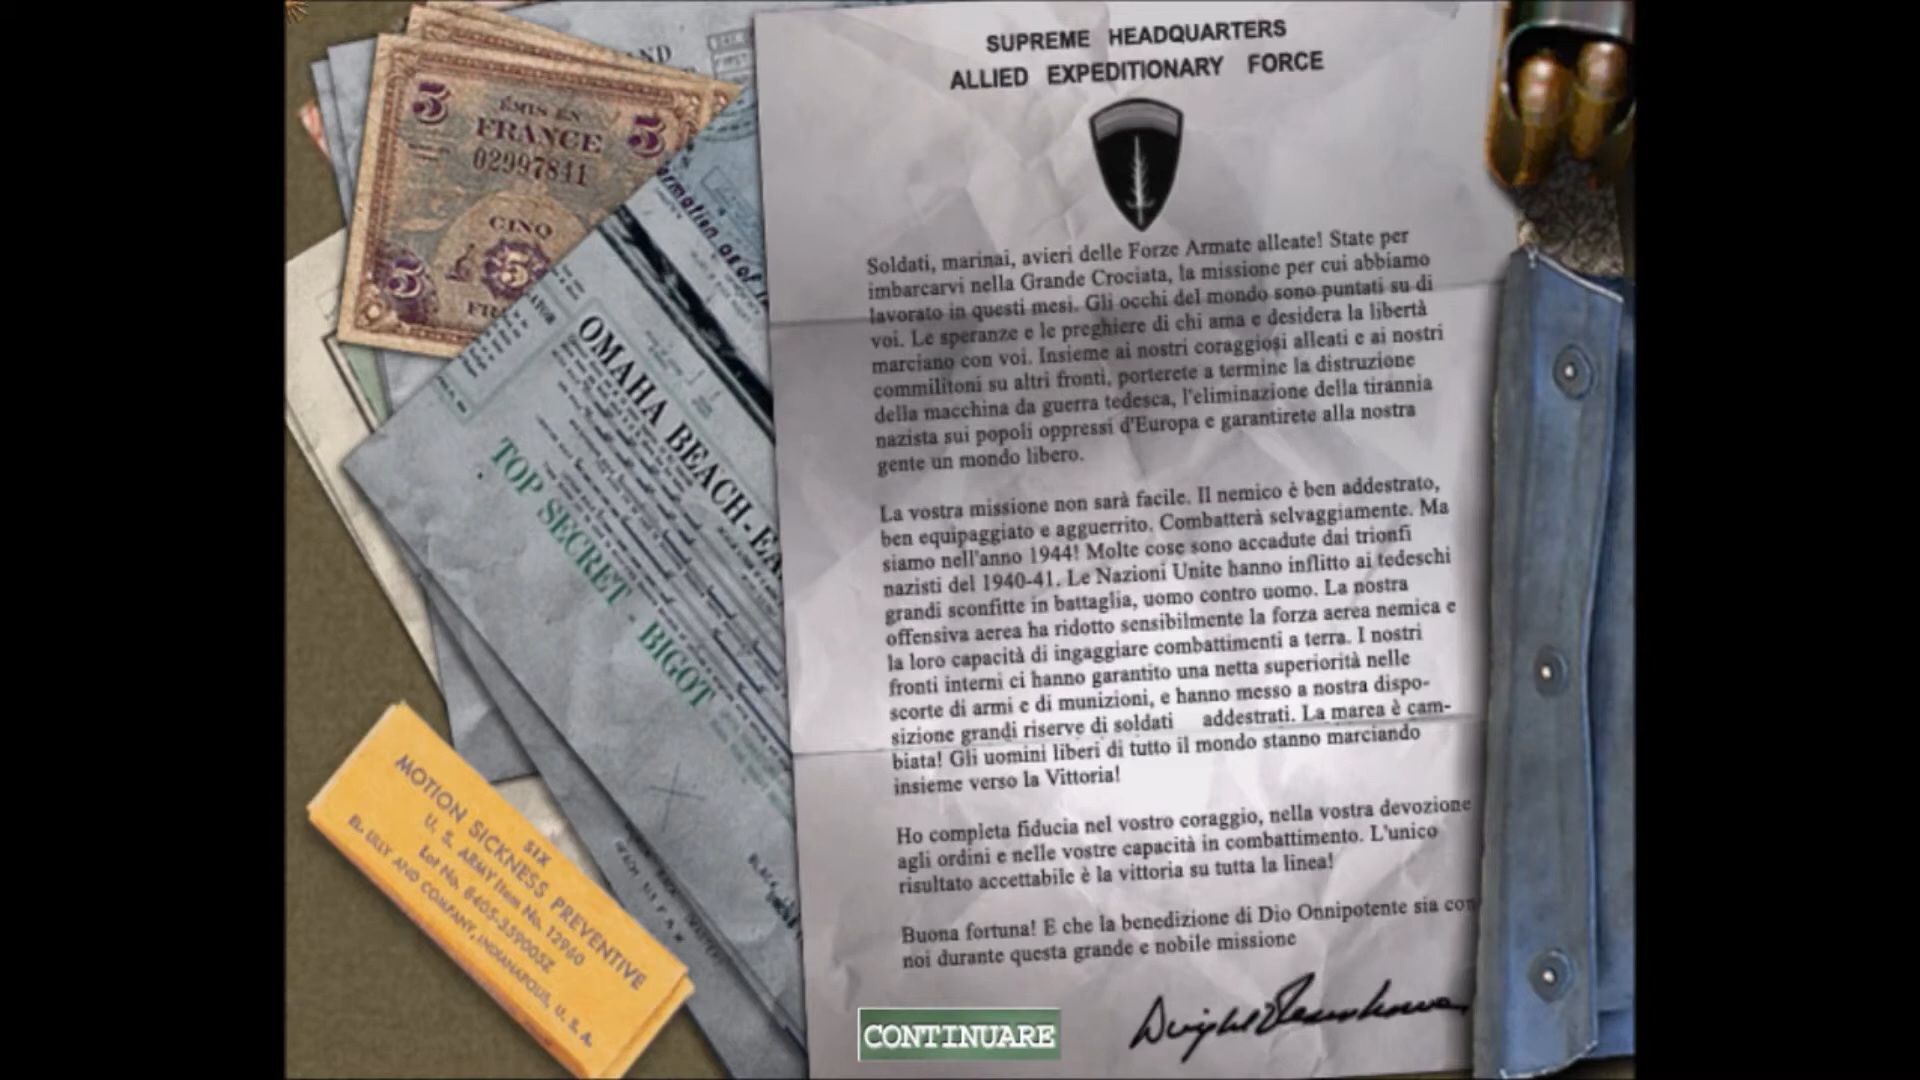 SUPREME HEADQUARTERS
ALLIED EXPEDITIONARY FORCE
Soldati, marinai, avieri delle Forze Armate alleate! State per
imbarcarvi nella Grande Crociata, la missione per cui abbiamo
lavorato in questi mesi. Gli occhi del mondo sono puntati su di
voi. Le speranze e le preghiere di chi ama e desidera la libertà
marciano con voi. Insieme ai nostri coraggiosi alleati e ai nostri
commilitoni su altri fronti, porterete a termine la distruzione
della macchina da guerra tedesca, l'eliminazione della tirannia
nazista sui popoli oppressi d'Europa e garantirete alla nostra
gente un mondo libero.
La vostra missione non sarà facile. Il nemico è ben addestrato,
ben equipaggiato e agguerrito. Combatterà selvaggiamente. Ma
siamo nell'anno 1944! Molte cose sono accadute dai trionfi
nazisti del 1940-41. Le Nazioni Unite hanno inflitto ai tedeschi
grandi sconfitte in battaglia, uomo contro uomo. La nostra
offensiva aerea ha ridotto sensibilmente la forza aerea nemica e
la loro capacità di ingaggiare combattimenti a terra. I nostri
fronti interni ci hanno garantito una netta superiorità nelle
scorte di armi e di munizioni, e hanno messo a nostra dispo-
sizione grandi riserve di soldati addestrati. La marea è cam-
biata! Gli uomini liberi di tutto il mondo stanno marciando
insieme verso la Vittoria!
Ho completa fiducia nel vostro coraggio, nella vostra devozione
agli ordini e nelle vostre capacità in combattimento. L'unico
risultato accettabile è la vittoria su tutta la linea!
Buona fortuna! E che la benedizione di Dio Onnipotente sia con
noi durante questa grande e nobile missione
CONTINUARE
5 5
ÉMIS EN
FRANCE
02997841
CINQ
5 5
OMAHA BEACH-EA
TOP SECRET - BIGOT
SIX
MOTION SICKNESS PREVENTIVE
U. S. ARMY Item No. 12960
Lot No. 8405-359005Z
ELI LILLY AND COMPANY, INDIANAPOLIS, U. S. A.